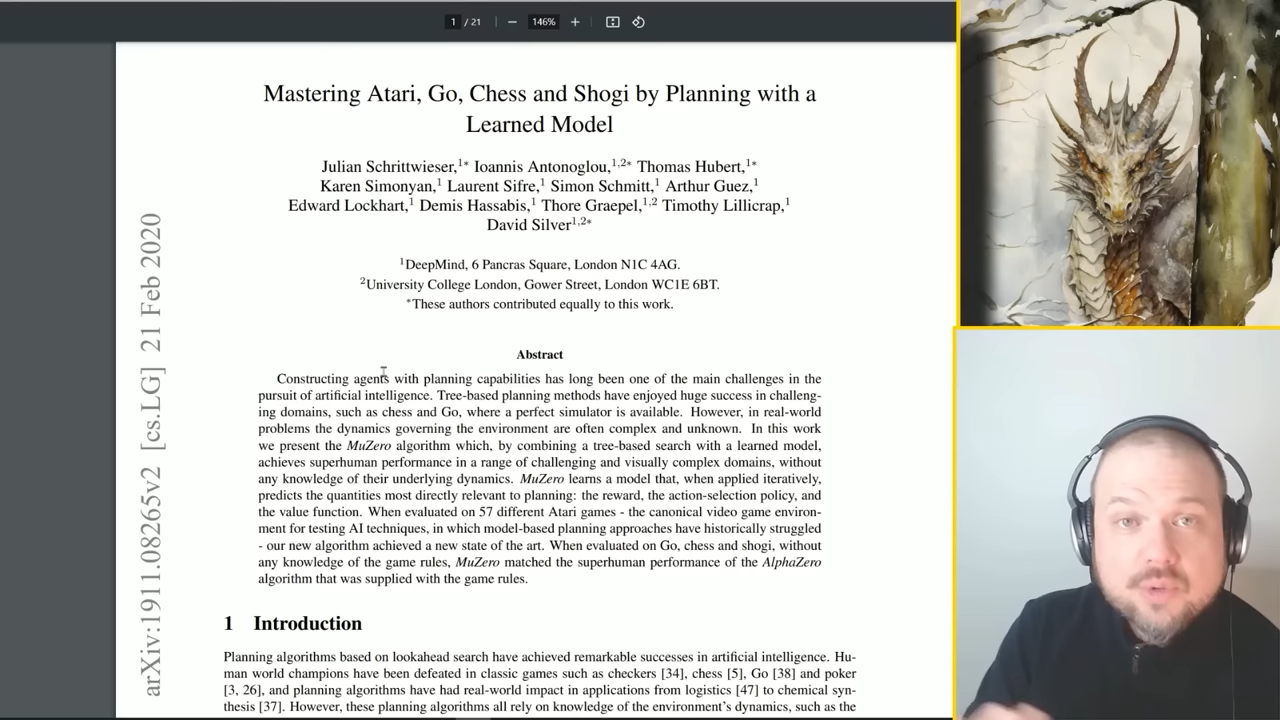 1 / 21
146%
Mastering Atari, Go, Chess and Shogi by Planning with a
Learned Model
Julian Schrittwieser,1* Ioannis Antonoglou,1,2* Thomas Hubert,1*
Karen Simonyan,1 Laurent Sifre,1 Simon Schmitt,1 Arthur Guez,1
Edward Lockhart,1 Demis Hassabis,1 Thore Graepel,1,2 Timothy Lillicrap,1
David Silver1,2*
1DeepMind, 6 Pancras Square, London N1C 4AG.
2University College London, Gower Street, London WC1E 6BT.
*These authors contributed equally to this work.
Abstract
Constructing agents with planning capabilities has long been one of the main challenges in the
pursuit of artificial intelligence. Tree-based planning methods have enjoyed huge success in challeng-
ing domains, such as chess and Go, where a perfect simulator is available. However, in real-world
problems the dynamics governing the environment are often complex and unknown. In this work
we present the MuZero algorithm which, by combining a tree-based search with a learned model,
achieves superhuman performance in a range of challenging and visually complex domains, without
any knowledge of their underlying dynamics. MuZero learns a model that, when applied iteratively,
predicts the quantities most directly relevant to planning: the reward, the action-selection policy, and
the value function. When evaluated on 57 different Atari games - the canonical video game environ-
ment for testing AI techniques, in which model-based planning approaches have historically struggled
- our new algorithm achieved a new state of the art. When evaluated on Go, chess and shogi, without
any knowledge of the game rules, MuZero matched the superhuman performance of the AlphaZero
algorithm that was supplied with the game rules.
1 Introduction
Planning algorithms based on lookahead search have achieved remarkable successes in artificial intelligence. Hu-
man world champions have been defeated in classic games such as checkers [34], chess [5], Go [38] and poker
[3, 26], and planning algorithms have had real-world impact in applications from logistics [47] to chemical syn-
thesis [37]. However, these planning algorithms all rely on knowledge of the environment's dynamics, such as the
arXiv:1911.08265v2 [cs.LG] 21 Feb 2020